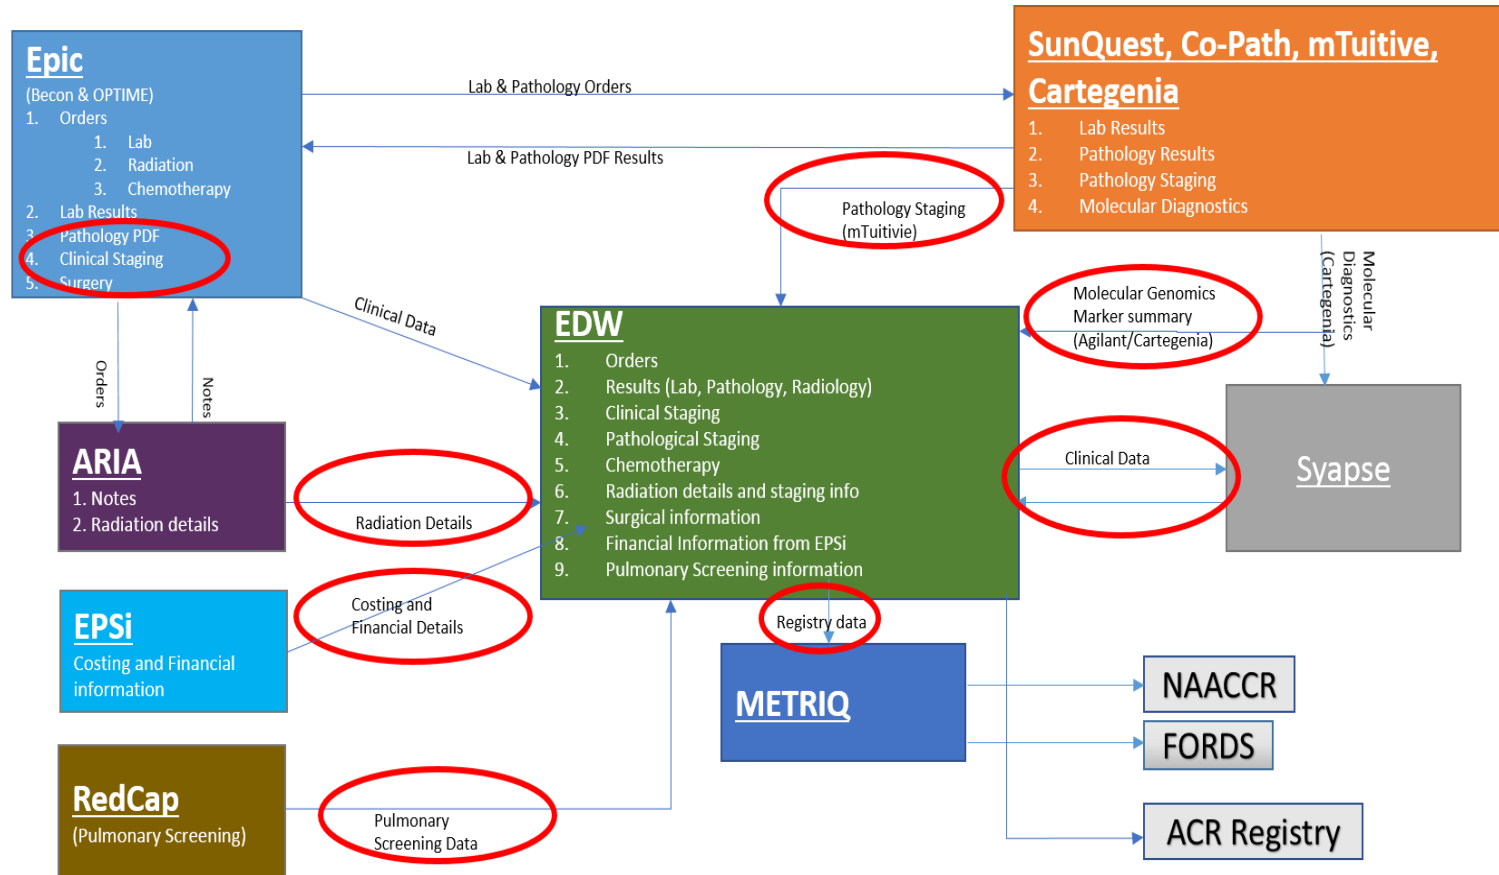 Epic
(Becon & OPTIME)
1. Orders
1. Lab
2. Radiation
3. Chemotherapy
2. Lab Results
3. Pathology PDF
4. Clinical Staging
5. Surgery
Lab & Pathology Orders
Lab & Pathology PDF Results
SunQuest, Co-Path, mTuitive,
Cartegenia
1. Lab Results
2. Pathology Results
3. Pathology Staging
4. Molecular Diagnostics
Pathology Staging
(mTuitivie)
Molecular
Diagnostics
(Cartegenia)
Molecular Genomics
Marker summary
(Agilant/Cartegenia)
Clinical Data
Orders
Notes
EDW
1. Orders
2. Results (Lab, Pathology, Radiology)
3. Clinical Staging
4. Pathological Staging
5. Chemotherapy
6. Radiation details and staging info
7. Surgical information
8. Financial Information from EPSi
9. Pulmonary Screening information
Clinical Data
Syapse
ARIA
1. Notes
2. Radiation details
Radiation Details
EPSi
Costing and Financial
information
Costing and
Financial Details
Registry data
METRIQ
NAACCR
FORDS
ACR Registry
RedCap
(Pulmonary Screening)
Pulmonary
Screening Data